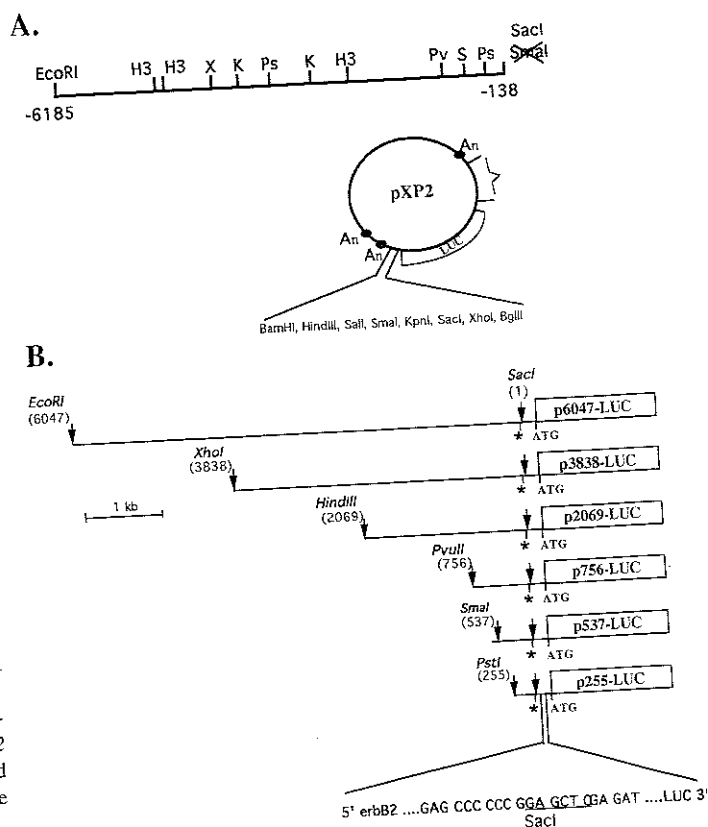 A.
SacI
SmaI
EcoRI H3 H3 X K Ps K H3 Pv S Ps
-6185 -138
An
pXP2
LUC
An
An
BamHI, HindIII, SalI, SmaI, KpnI, SacI, XhoI, BglII
B.
EcoRI
(6047)
SacI
(1)
p6047-LUC
* ATG
XhoI
(3838)
p3838-LUC
* ATG
1 kb
HindIII
(2069)
p2069-LUC
* ATG
PvuII
(756)
p756-LUC
* ATG
SmaI
(537)
p537-LUC
* ATG
PstI
(255)
p255-LUC
* ATG
5' erbB2 ....GAG CCC CCC GGA GCT CGA GAT ....LUC 3'
SacI
2
d
e